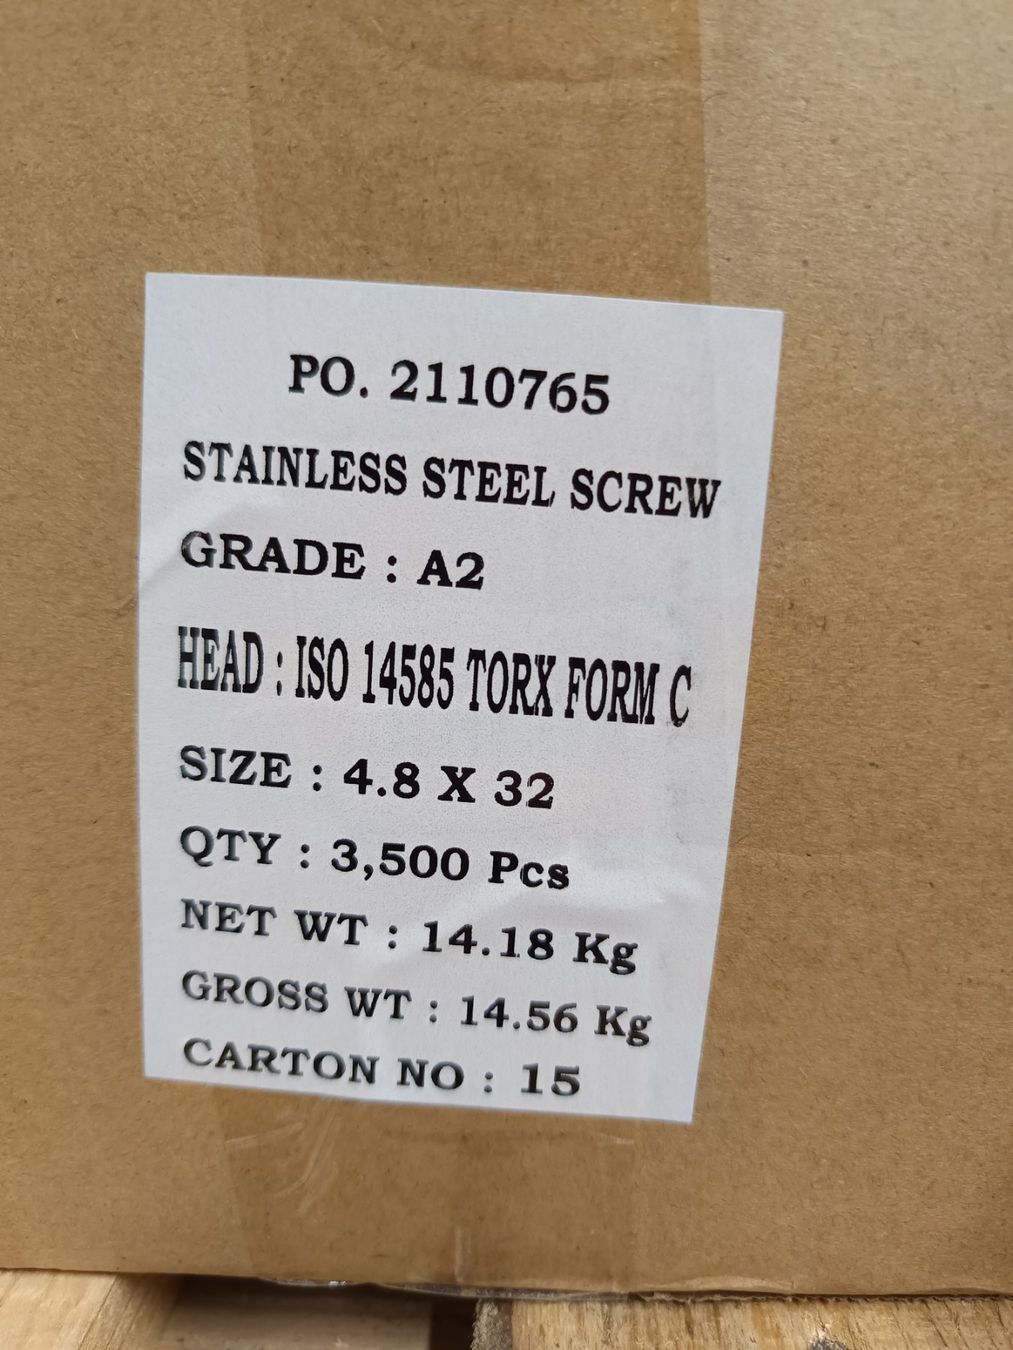 PO. 2110765
STAINLESS STEEL SCREW
GRADE : A2
HEAD : ISO 14585 TORX FORM C
SIZE : 4.8 X 32
QTY : 3,500 Pcs
NET WT : 14.18 Kg
GROSS WT : 14.56 Kg
CARTON NO : 15